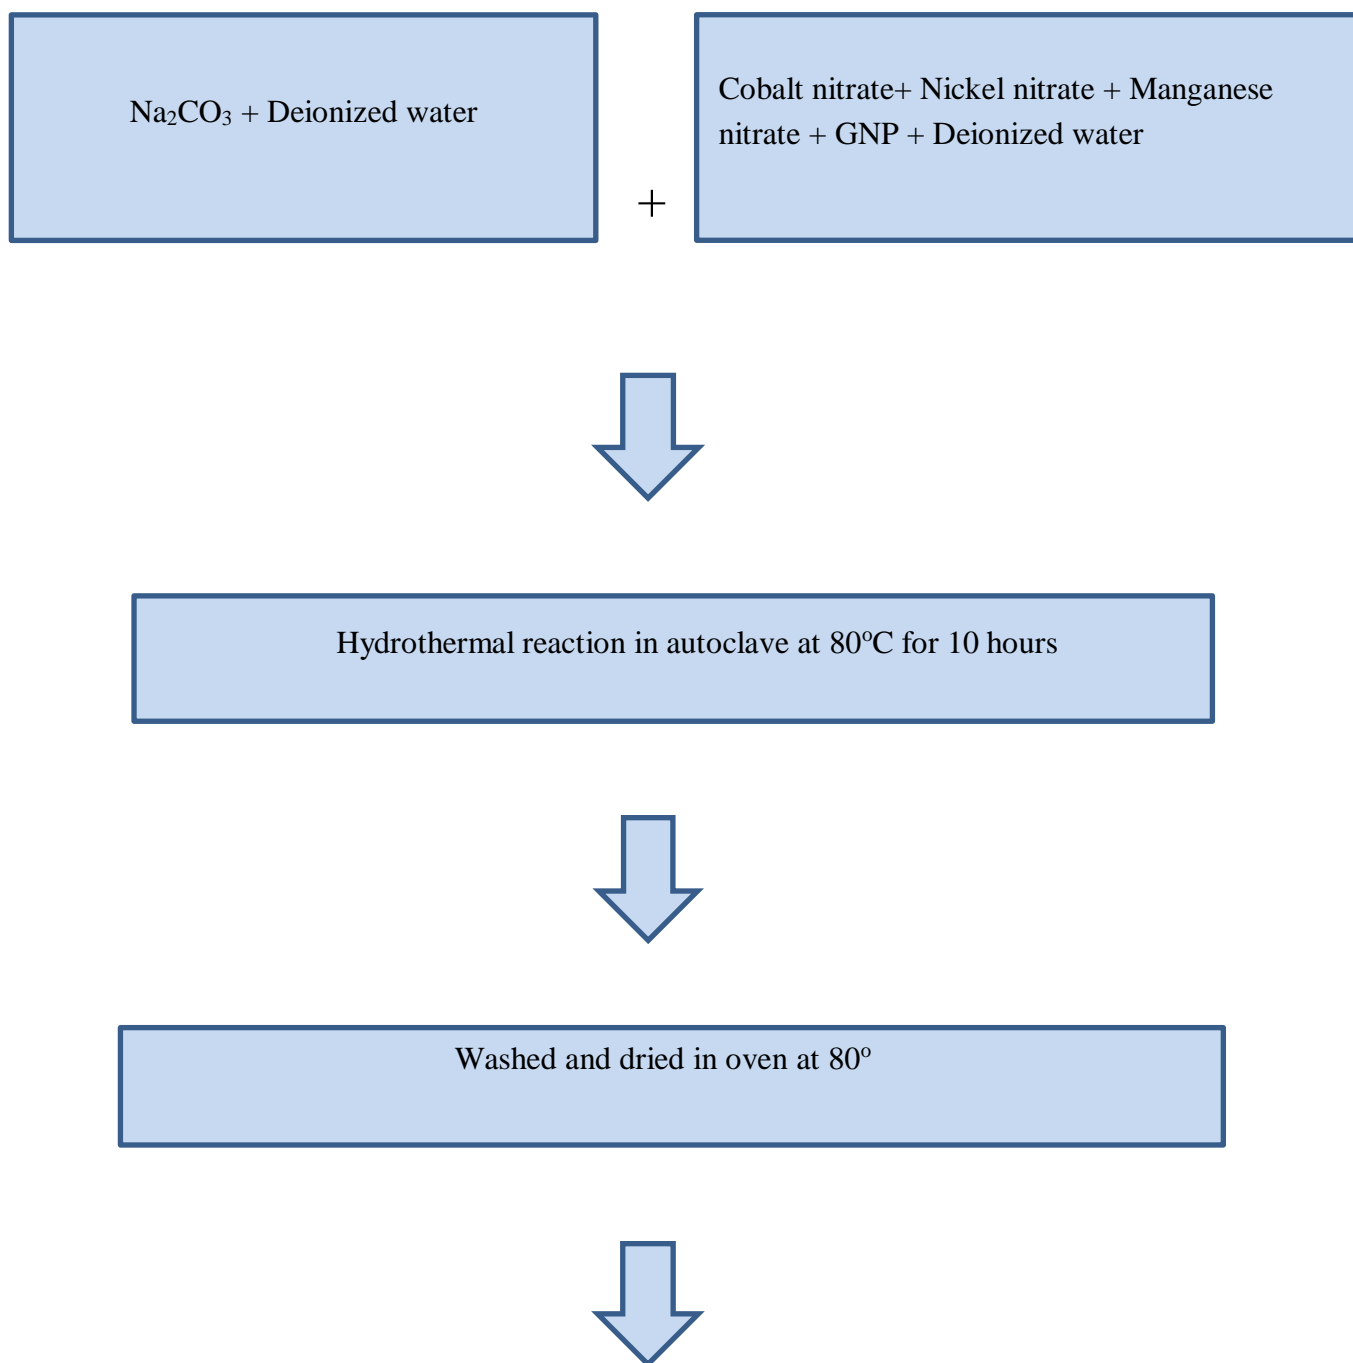 Na₂CO₃ + Deionized water
Cobalt nitrate+ Nickel nitrate + Manganese
nitrate + GNP + Deionized water
+
Hydrothermal reaction in autoclave at 80ᵒC for 10 hours
Washed and dried in oven at 80ᵒ